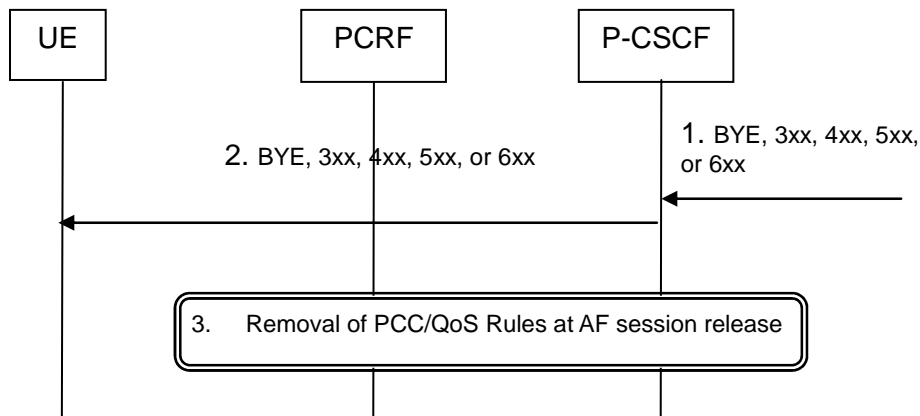 UE
PCRF
P-CSCF
1. BYE, 3xx, 4xx, 5xx,
or 6xx
2. BYE, 3xx, 4xx, 5xx, or 6xx
3. Removal of PCC/QoS Rules at AF session release